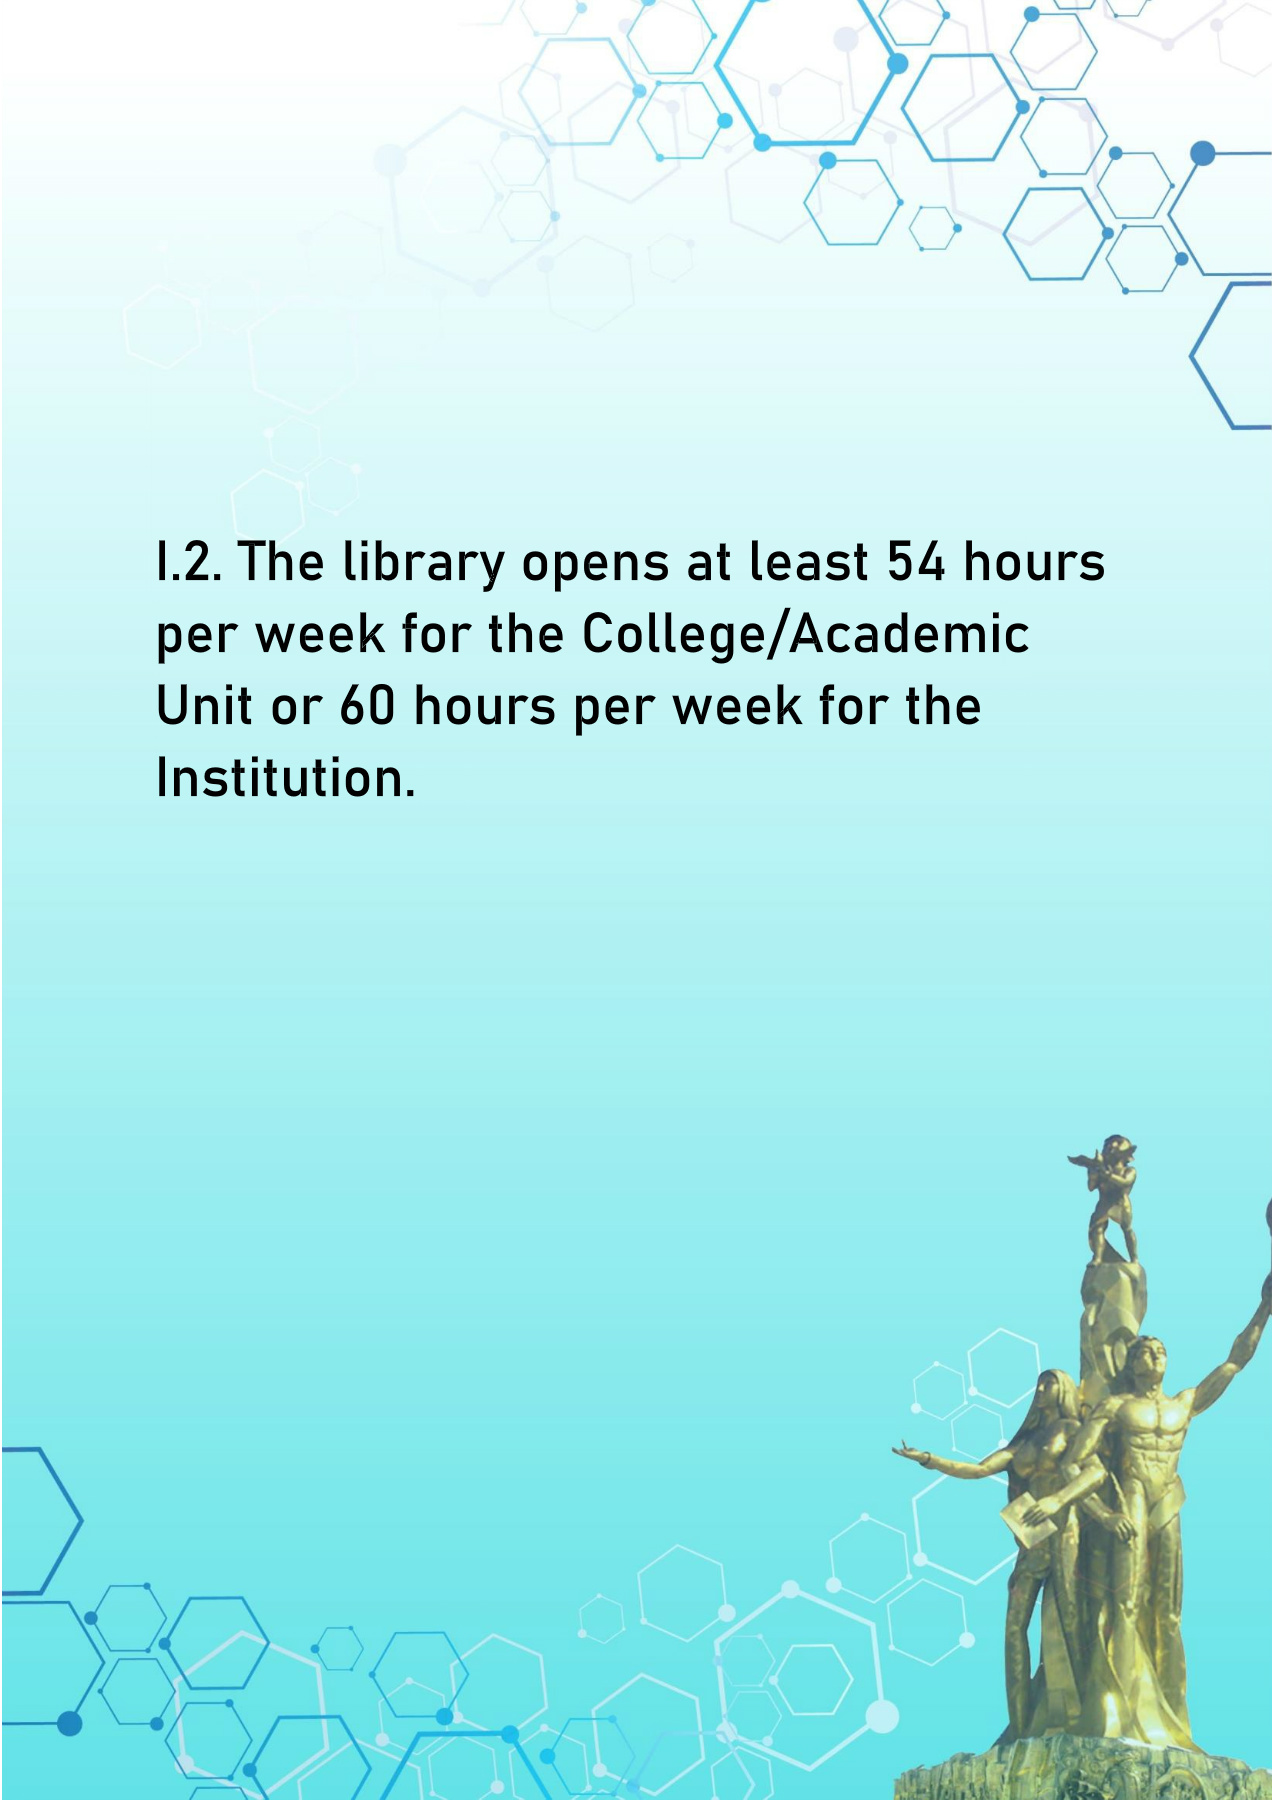 I.2. The library opens at least 54 hours
per week for the College/Academic
Unit or 60 hours per week for the
Institution.